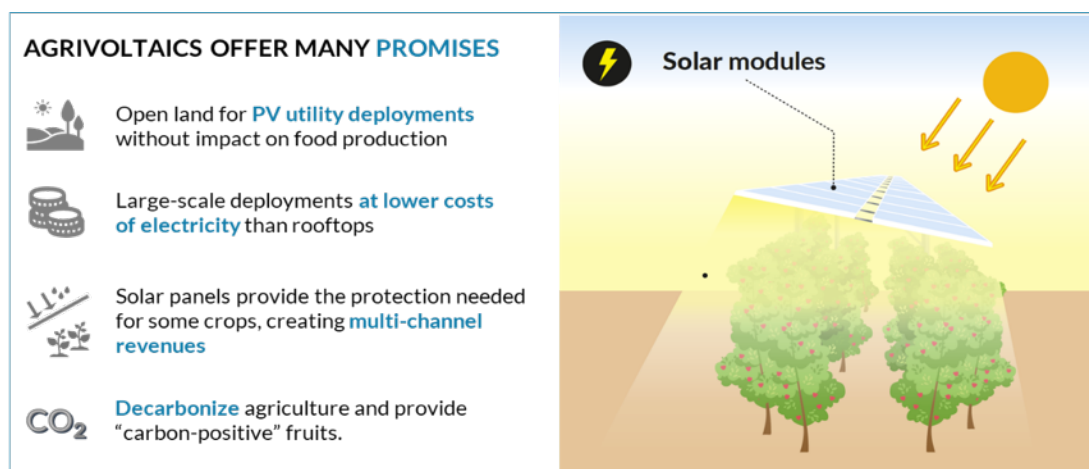 AGRIVOLTAICS OFFER MANY PROMISES
Open land for PV utility deployments
without impact on food production
Large-scale deployments at lower costs
of electricity than rooftops
Solar panels provide the protection needed
for some crops, creating multi-channel
revenues
CO₂
Decarbonize agriculture and provide
“carbon-positive” fruits.
Solar modules